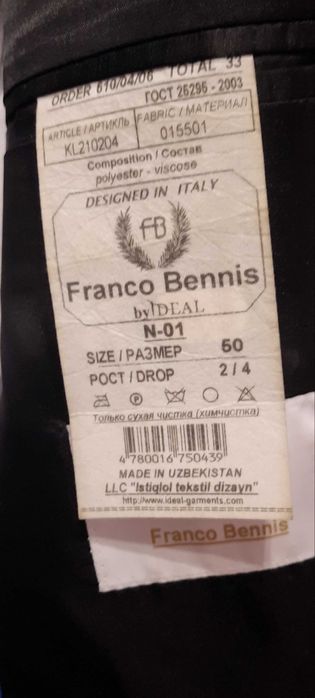 ORDER 610/04/06 TOTAL 33
ГОСТ 25295 - 2003
ARTICLE / АРТИКЛЬ FABRIC / МАТЕРИАЛ
KL210204 015501
Composition / Состав
polyester - viscose
DESIGNED IN ITALY
FB
Franco Bennis
by IDEAL
N-01
SIZE / РАЗМЕР 50
РОСТ / DROP 2 / 4
P
Только сухая чистка (химчистка)
4 780016 750439
MADE IN UZBEKISTAN
LLC "Istiqlol tekstil dizayn"
http://www.ideal-garments.com
Franco Bennis